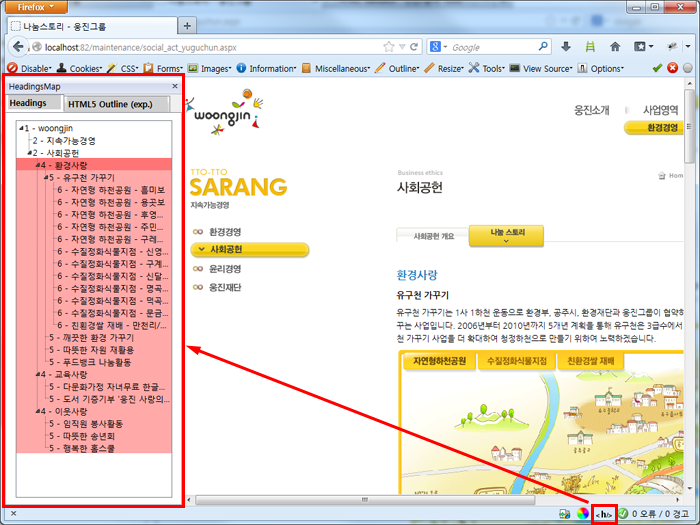 Firefox
나눔스토리 - 웅진그룹
localhost:82/maintenance/social_act_yuguchun.aspx
Google
Disable Cookies CSS Forms Images Information Miscellaneous Outline Resize Tools View Source Options
HeadingsMap
Headings HTML5 Outline (exp.)
1 - woongjin
2 - 지속가능경영
2 - 사회공헌
4 - 환경사랑
5 - 유구천 가꾸기
6 - 자연형 하천공원 - 흠미보
6 - 자연형 하천공원 - 용곳보
6 - 자연형 하천공원 - 후영...
6 - 자연형 하천공원 - 주민...
6 - 자연형 하천공원 - 구레...
6 - 수질정화식물지점 - 신영...
6 - 수질정화식물지점 - 구계...
6 - 수질정화식물지점 - 신달...
6 - 수질정화식물지점 - 명곡...
6 - 수질정화식물지점 - 덕곡...
6 - 수질정화식물지점 - 문금...
6 - 친횐경쌀 재배 - 만천리/...
5 - 깨끗한 환경 가꾸기
5 - 따뜻한 자원 재활용
5 - 푸드뱅크 나눔활동
4 - 교육사랑
5 - 다문화가정 자녀무료 한글...
5 - 도서 기증기부 '웅진 사랑의...
4 - 이웃사랑
5 - 임직원 봉사활동
5 - 따뜻한 송년회
5 - 행복한 홈스쿨
woongjin
웅진소개 사업영역
환경경영
TTO-TTO
SARANG
지속가능경영
환경경영
사회공헌
윤리경영
웅진재단
Business ethics
사회공헌
Home
사회공헌 개요 나눔 스토리
환경사랑
유구천 가꾸기
유구천 가꾸기는 1사 1하천 운동으로 환경부, 공주시, 환경재단과 웅진그룹이 협약하
꾸는 사업입니다. 2006년부터 2010년까지 5개년 계획을 통해 유구천은 3급수에서
천 가꾸기 사업을 더 확대하여 청정하천으로 만들기 위하여 노력하겠습니다.
자연형하천공원 수질정화식물지점 친환경쌀 재배
<h/> 0 오류 / 0 경고